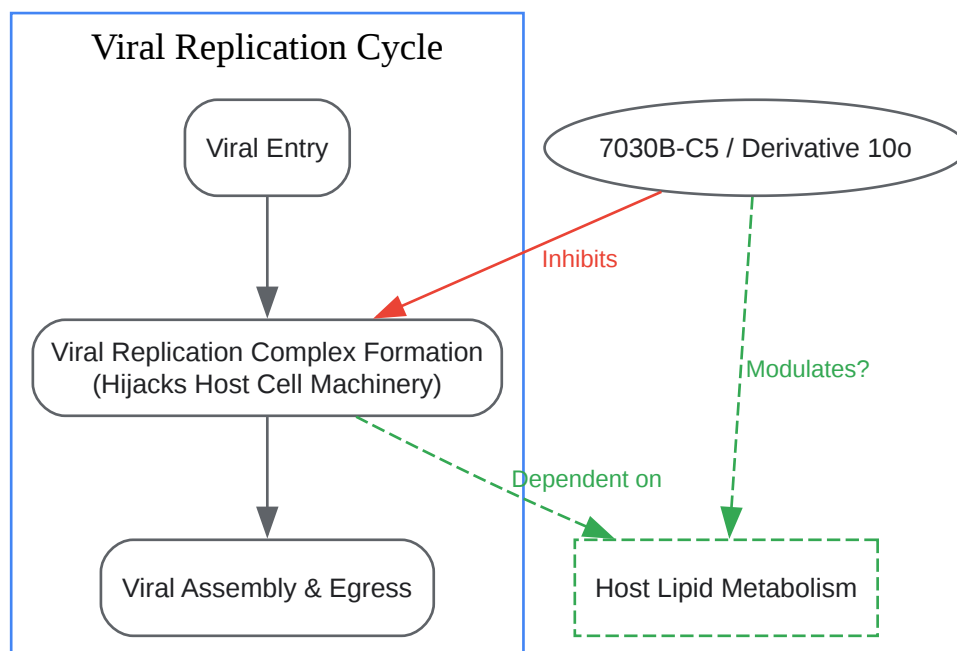 Viral Replication Cycle
Viral Entry
7030B-C5 / Derivative 10o
Inhibits
Viral Replication Complex Formation
(Hijacks Host Cell Machinery)
Modulates?
Dependent on
Viral Assembly & Egress
Host Lipid Metabolism